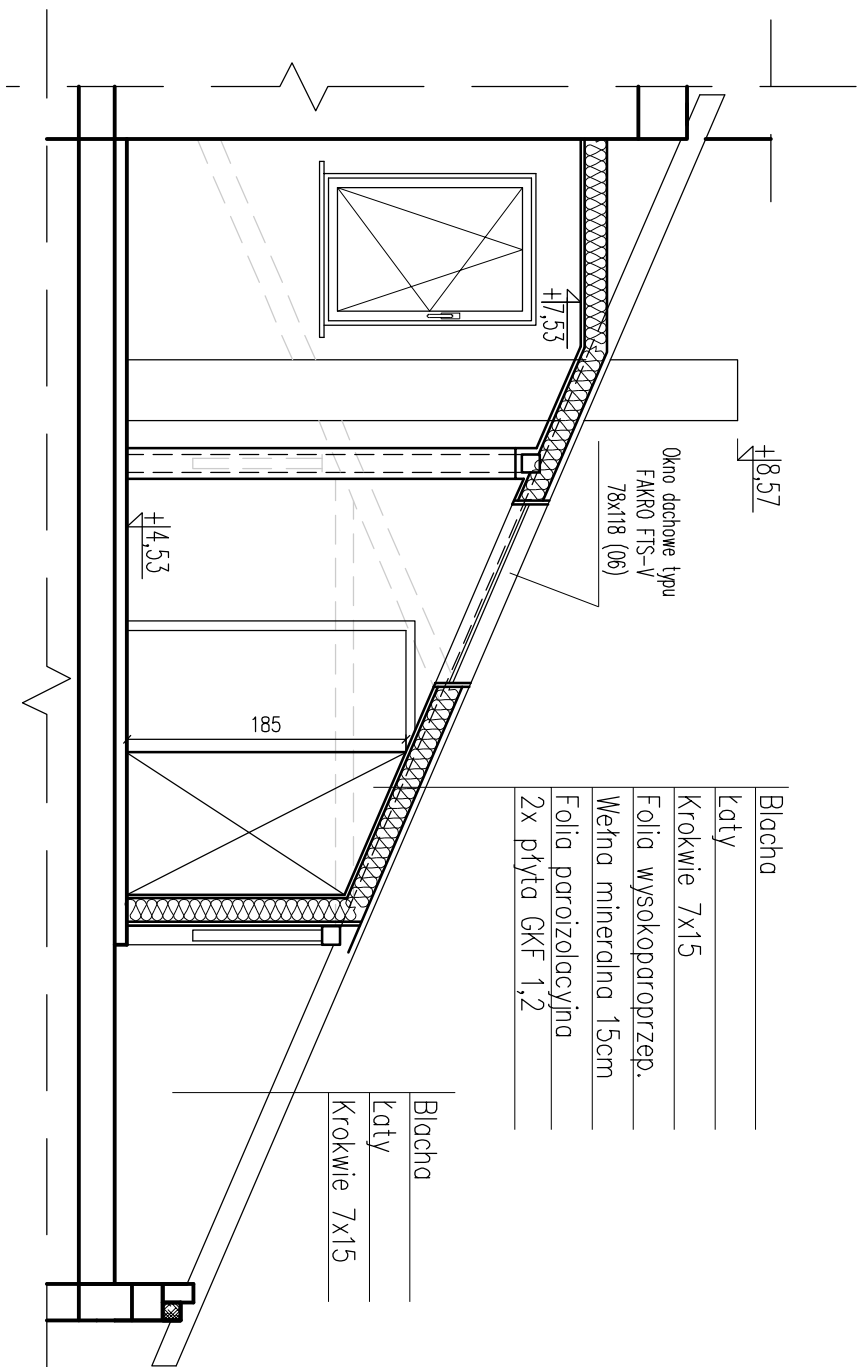 Blacha
Łaty
Krokwie 7x15
Folia wysokoparoprzep.
Wełna mineralna 15cm
Folia paroizolacyjna
2x płyta GKF 1,2
Blacha
Łaty
Krokwie 7x15
+8,57
Okno dachowe typu
FAKRO FTS-V
78x118 (06)
+7,53
+4,53
185